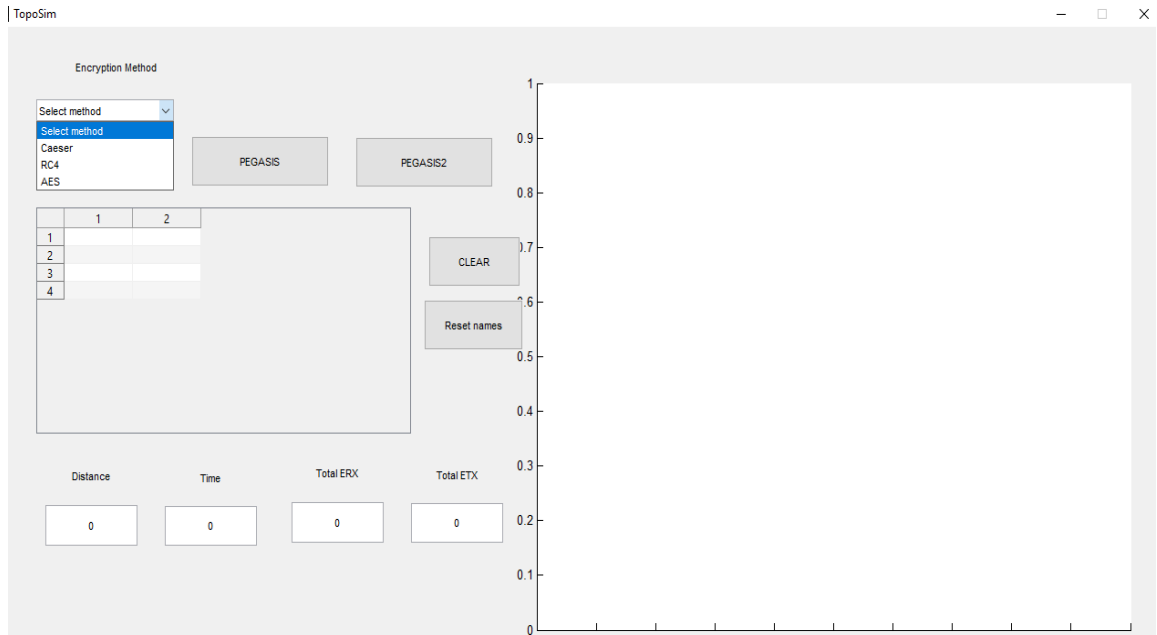 TopoSim
Encryption Method
Select method
Select method
Caeser
RC4
AES
PEGASIS
PEGASIS2
1 2
1
2
3
4
CLEAR
Reset names
Distance
Time
Total ERX
Total ETX
0
0
0
0
1
0.9
0.8
0.7
0.6
0.5
0.4
0.3
0.2
0.1
0